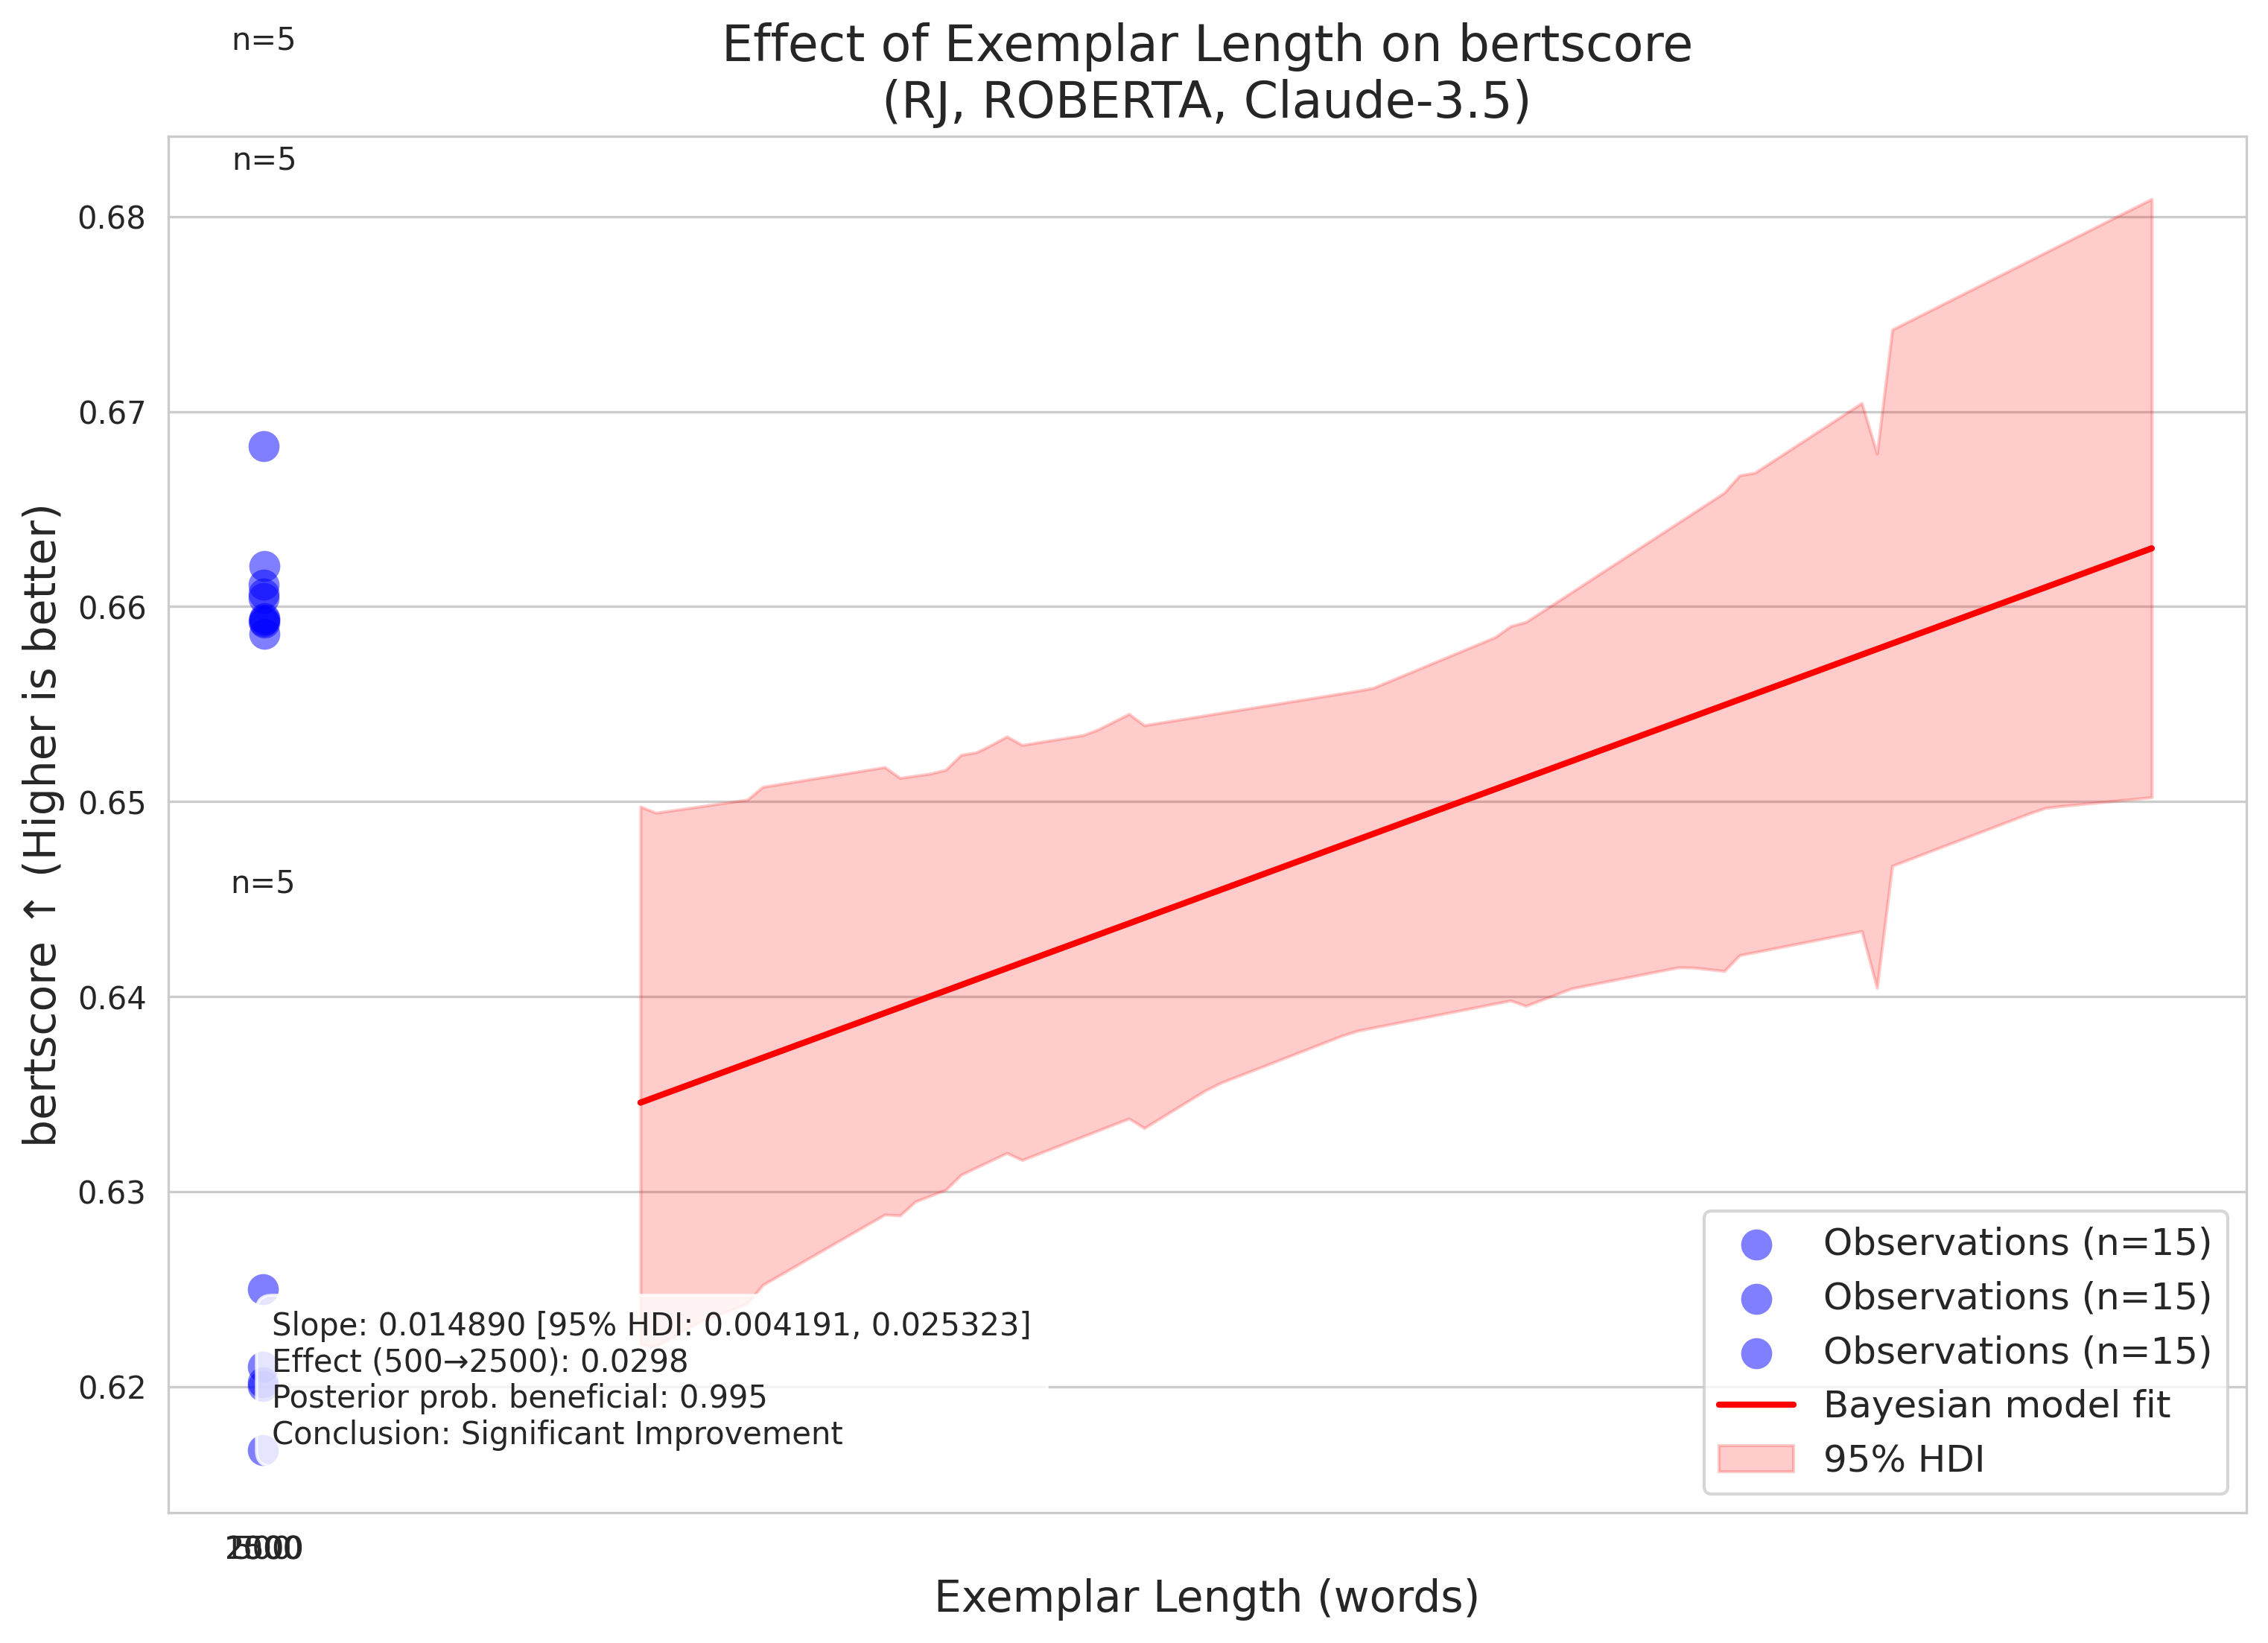 n=5
Effect of Exemplar Length on bertscore
(RJ, ROBERTA, Claude-3.5)
n=5
0.68
0.67
0.66
0.65
n=5
0.64
0.63
0.62
bertscore ↑ (Higher is better)
Slope: 0.014890 [95% HDI: 0.004191, 0.025323]
Effect (500→2500): 0.0298
Posterior prob. beneficial: 0.995
Conclusion: Significant Improvement
Observations (n=15)
Observations (n=15)
Observations (n=15)
Bayesian model fit
95% HDI
Exemplar Length (words)